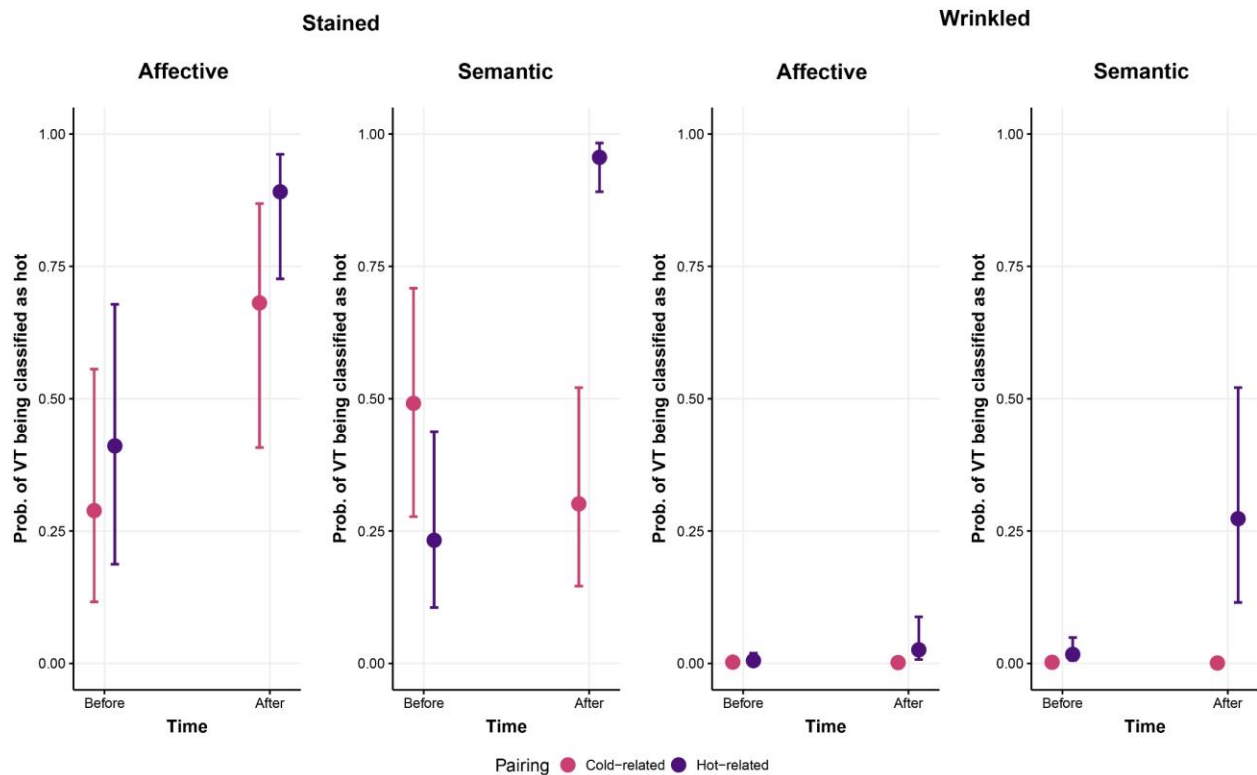 Stained
Wrinkled
Affective
Semantic
Affective
Semantic
Prob. of VT being classified as hot
1.00
0.75
0.50
0.25
0.00
Before
After
Time
Prob. of VT being classified as hot
1.00
0.75
0.50
0.25
0.00
Before
After
Time
Prob. of VT being classified as hot
1.00
0.75
0.50
0.25
0.00
Before
After
Time
Prob. of VT being classified as hot
1.00
0.75
0.50
0.25
0.00
Before
After
Time
Pairing Cold−related Hot−related